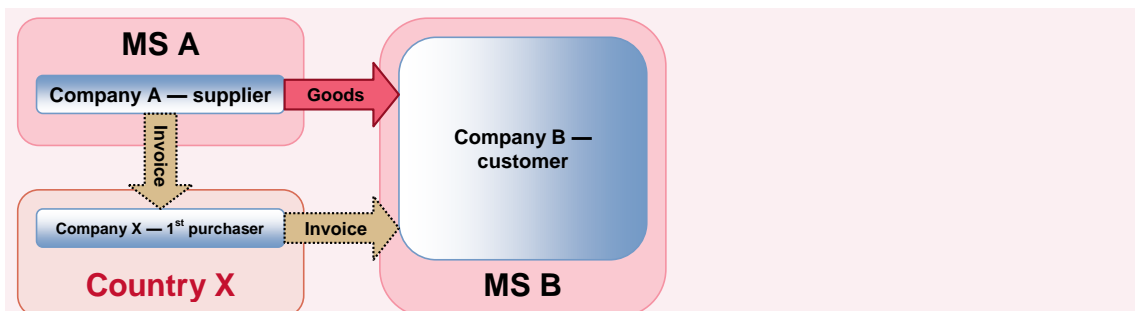 MS A
Company A — supplier
Goods
Invoice
Company B —
customer
Company X — 1st purchaser
Invoice
Country X
MS B